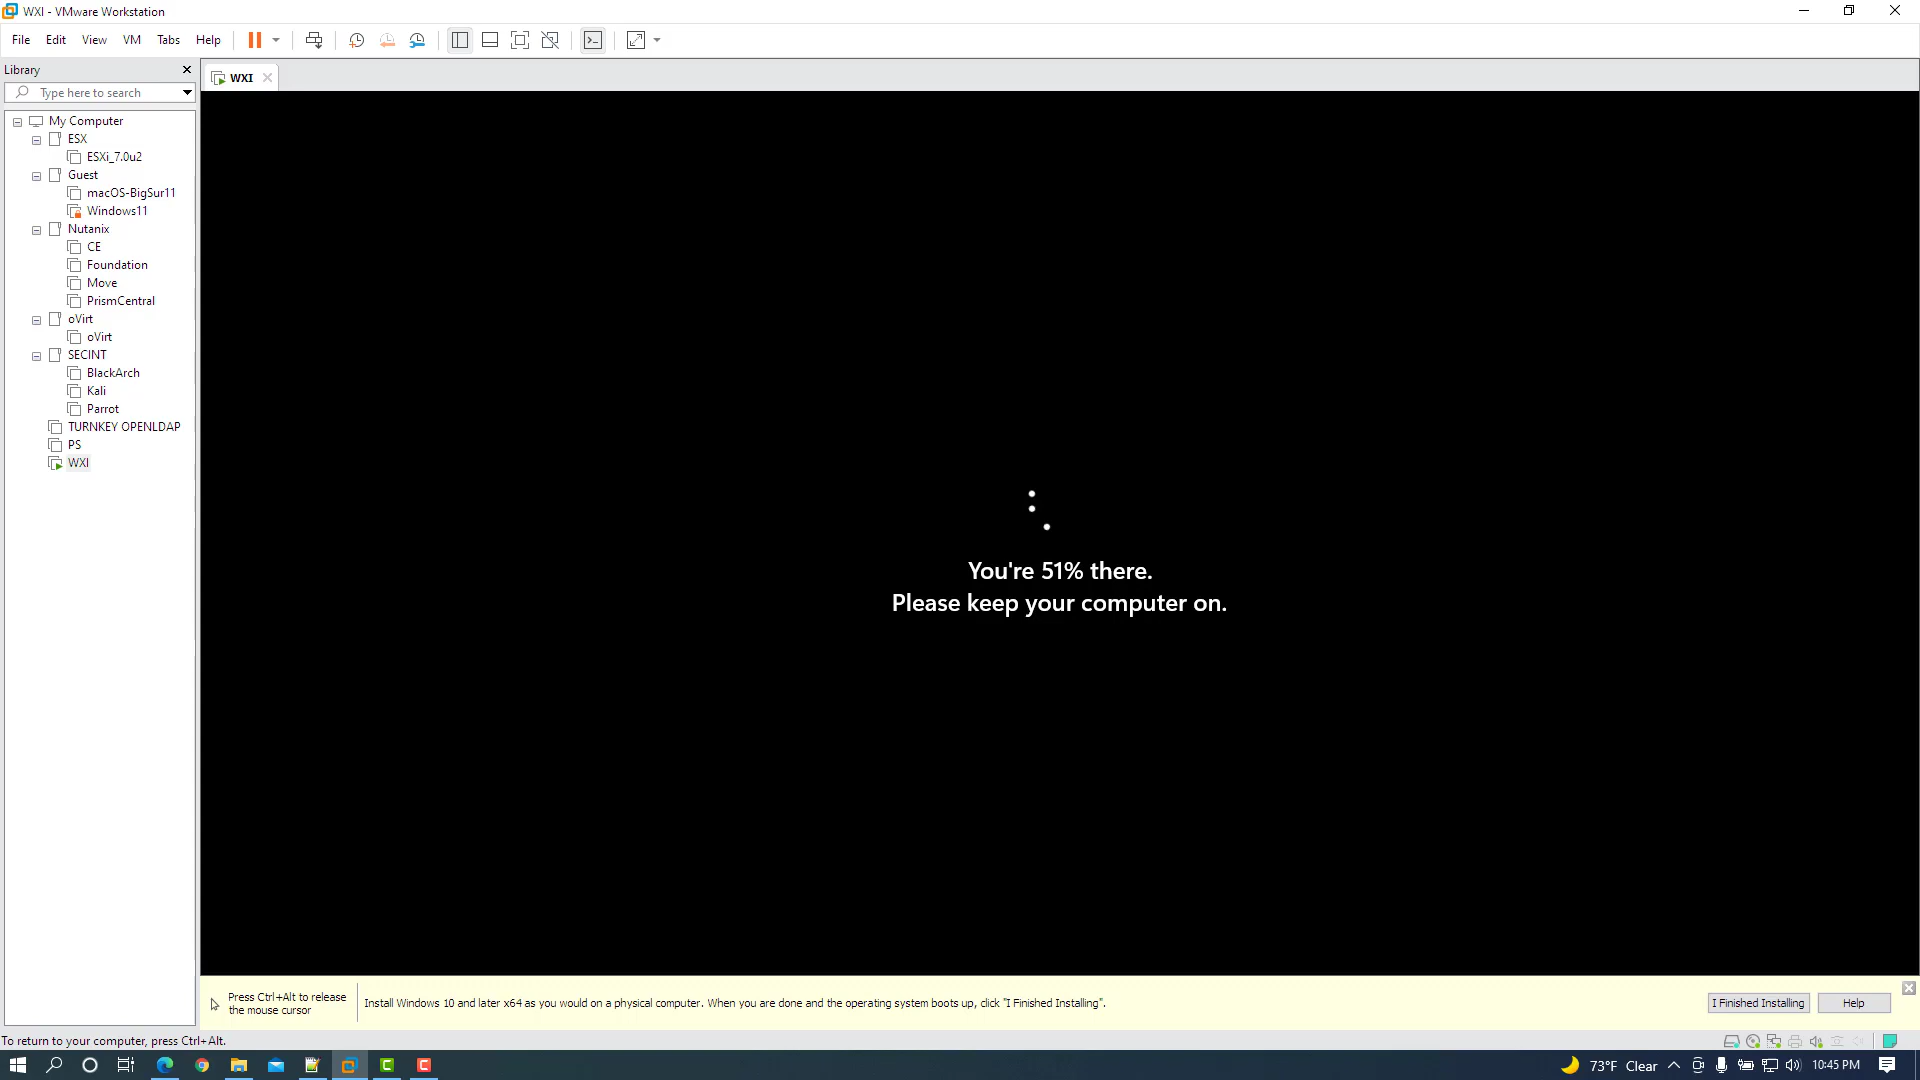 WXI - VMware Workstation
File Edit View VM Tabs Help
Library
Type here to search
My Computer
ESX
ESXi_7.0u2
Guest
macOS-BigSur11
Windows11
Nutanix
CE
Foundation
Move
PrismCentral
oVirt
oVirt
SECINT
BlackArch
Kali
Parrot
TURNKEY OPENLDAP
PS
WXI
WXI
You're 51% there.
Please keep your computer on.
Press Ctrl+Alt to release
the mouse cursor
Install Windows 10 and later x64 as you would on a physical computer. When you are done and the operating system boots up, click "I Finished Installing".
I Finished Installing
Help
To return to your computer, press Ctrl+Alt.
73°F Clear
10:45 PM